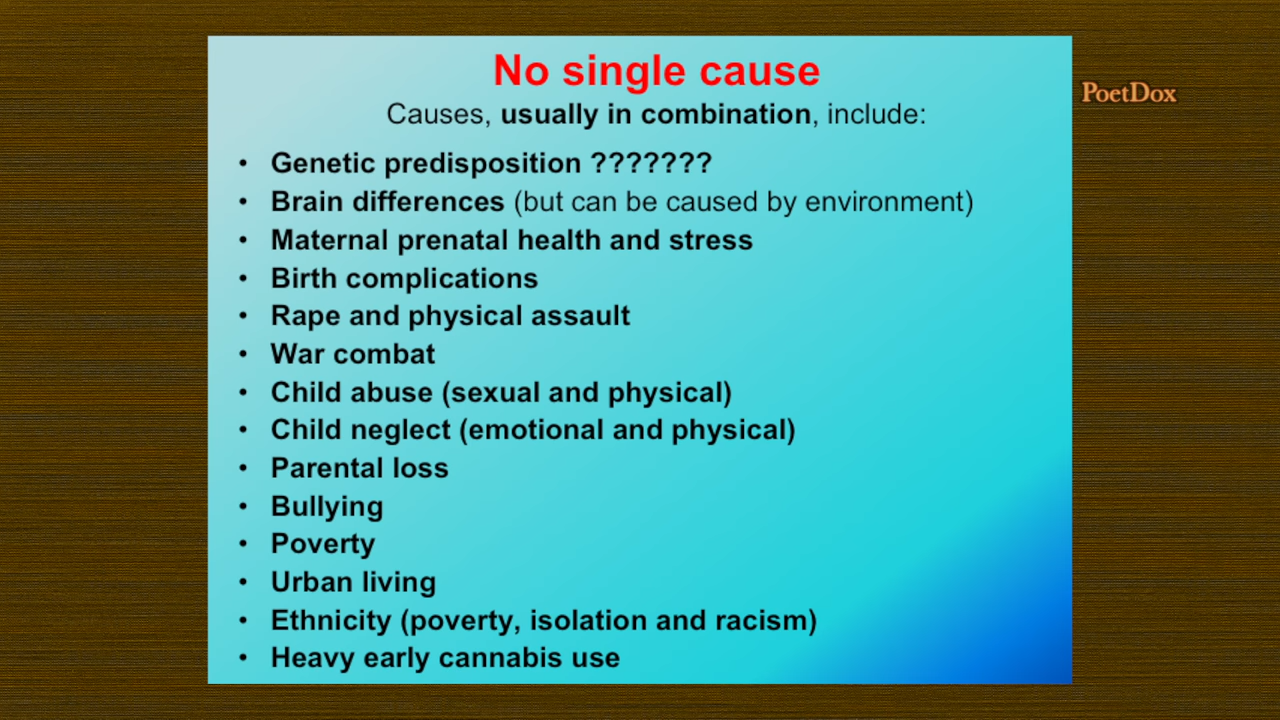 No single cause
Causes, usually in combination, include:
PoetDox
• Genetic predisposition ???????
• Brain differences (but can be caused by environment)
• Maternal prenatal health and stress
• Birth complications
• Rape and physical assault
• War combat
• Child abuse (sexual and physical)
• Child neglect (emotional and physical)
• Parental loss
• Bullying
• Poverty
• Urban living
• Ethnicity (poverty, isolation and racism)
• Heavy early cannabis use